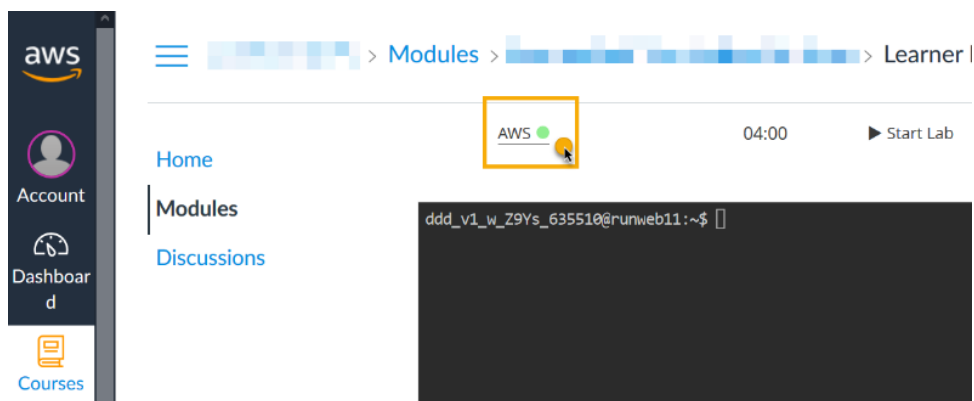 aws
> Modules > > Learner
AWS
04:00
Start Lab
Account
Home
Modules
Discussions
ddd_v1_w_Z9Ys_635510@runweb11:~$
Dashboar
d
Courses